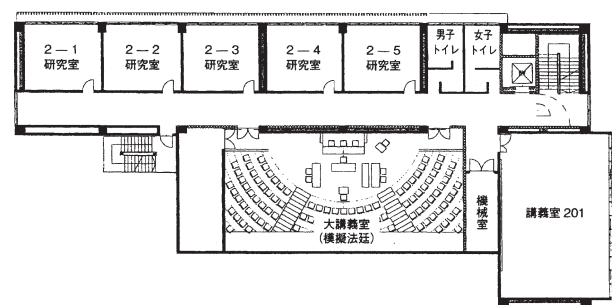 2―1
研究室
2―2
研究室
2―3
研究室
2―4
研究室
2―5
研究室
男子
トイレ
女子
トイレ
大講義室
(模擬法廷)
機械室
講義室 201